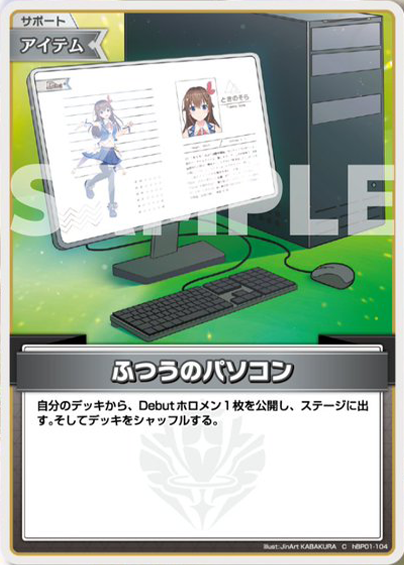 サポート
アイテム
ときのそら
SAMPLE
ふつうのパソコン
自分のデッキから、Debutホロメン1枚を公開し、ステージに出
す。そしてデッキをシャッフルする。
illust:JinArt KABAKURA C hBP01-104